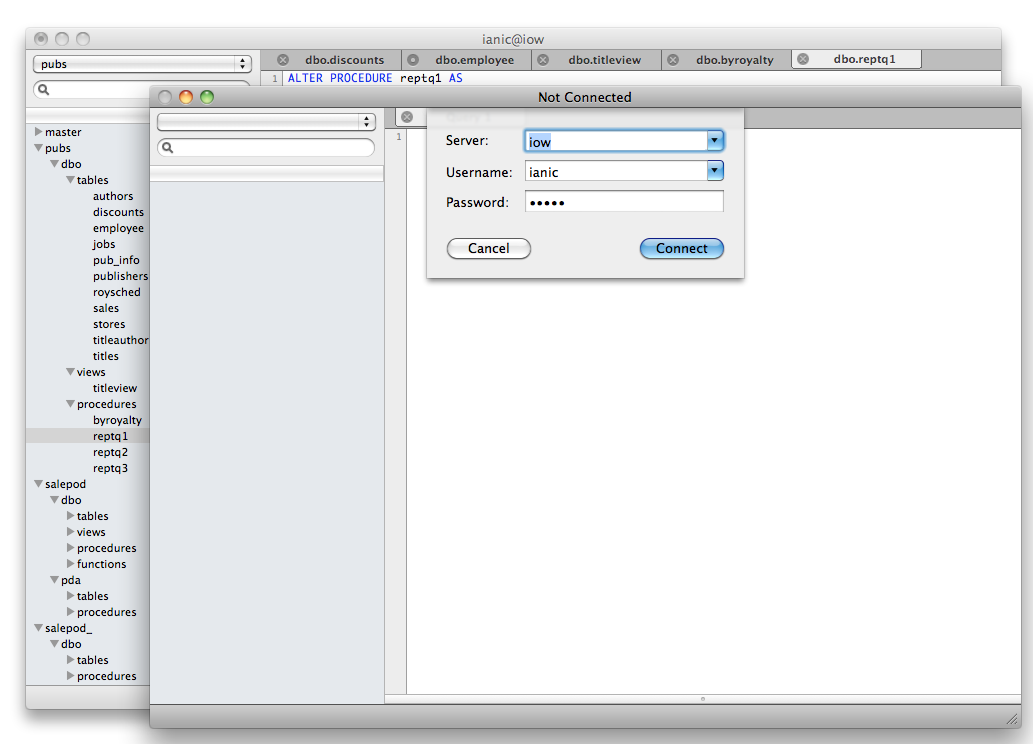 ianic@iow
pubs
dbo.discounts
dbo.employee
dbo.titleview
dbo.byroyalty
dbo.reptq1
1 ALTER PROCEDURE reptq1 AS
master
pubs
dbo
tables
authors
discounts
employee
jobs
pub_info
publishers
roysched
sales
stores
titleauthor
titles
views
titleview
procedures
byroyalty
reptq1
reptq2
reptq3
salepod
dbo
tables
views
procedures
functions
pda
tables
procedures
salepod_
dbo
tables
procedures
Not Connected
1
Server: iow
Username: ianic
Password: •••••
Cancel
Connect